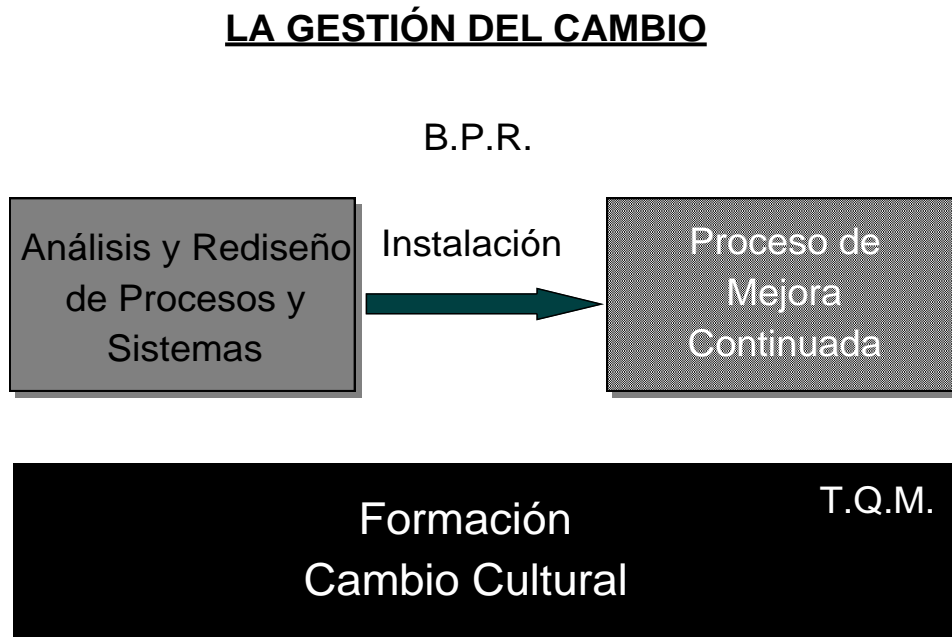 LA GESTIÓN DEL CAMBIO
B.P.R.
Análisis y Rediseño
de Procesos y
Sistemas
Instalación
Proceso de
Mejora
Continuada
T.Q.M.
Formación
Cambio Cultural